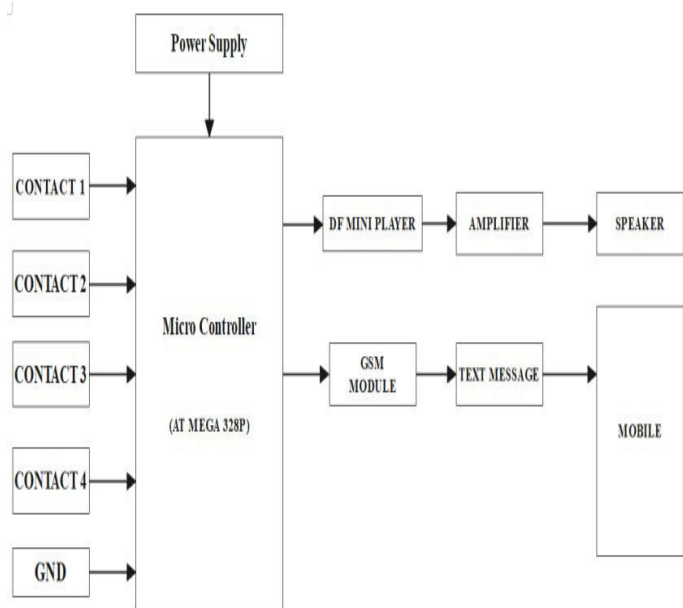 Power Supply
CONTACT 1
CONTACT 2
CONTACT 3
CONTACT 4
GND
Micro Controller
(AT MEGA 328P)
DF MINI PLAYER
AMPLIFIER
SPEAKER
GSM
MODULE
TEXT MESSAGE
MOBILE